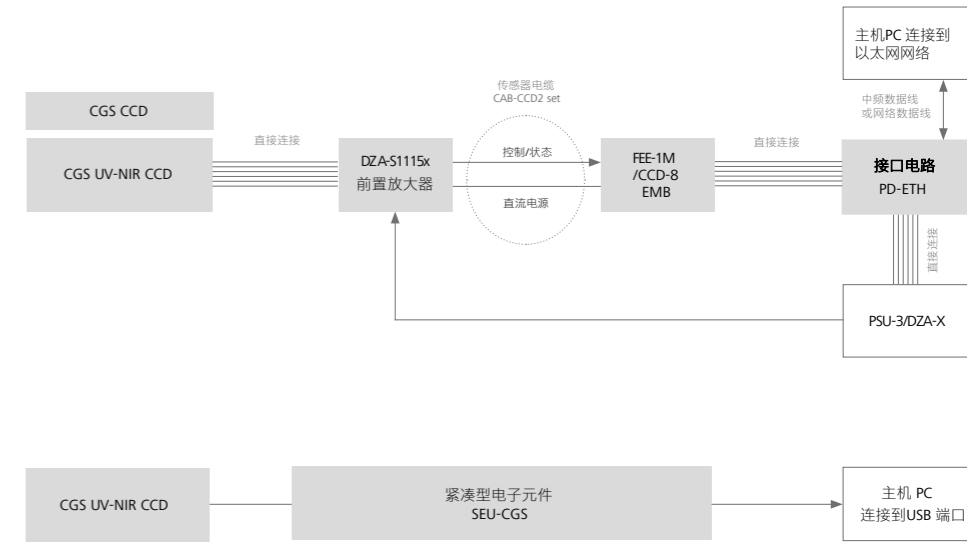 主机PC 连接到
以太网网络
传感器电缆
CAB-CCD2 set
中频数据线
或网络数据线
CGS CCD
直接连接
CGS UV-NIR CCD
DZA-S1115x
前置放大器
控制/状态
直流电源
FEE-1M
/CCD-8
EMB
直接连接
接口电路
PD-ETH
直接连接
PSU-3/DZA-X
CGS UV-NIR CCD
紧凑型电子元件
SEU-CGS
主机 PC
连接到USB 端口